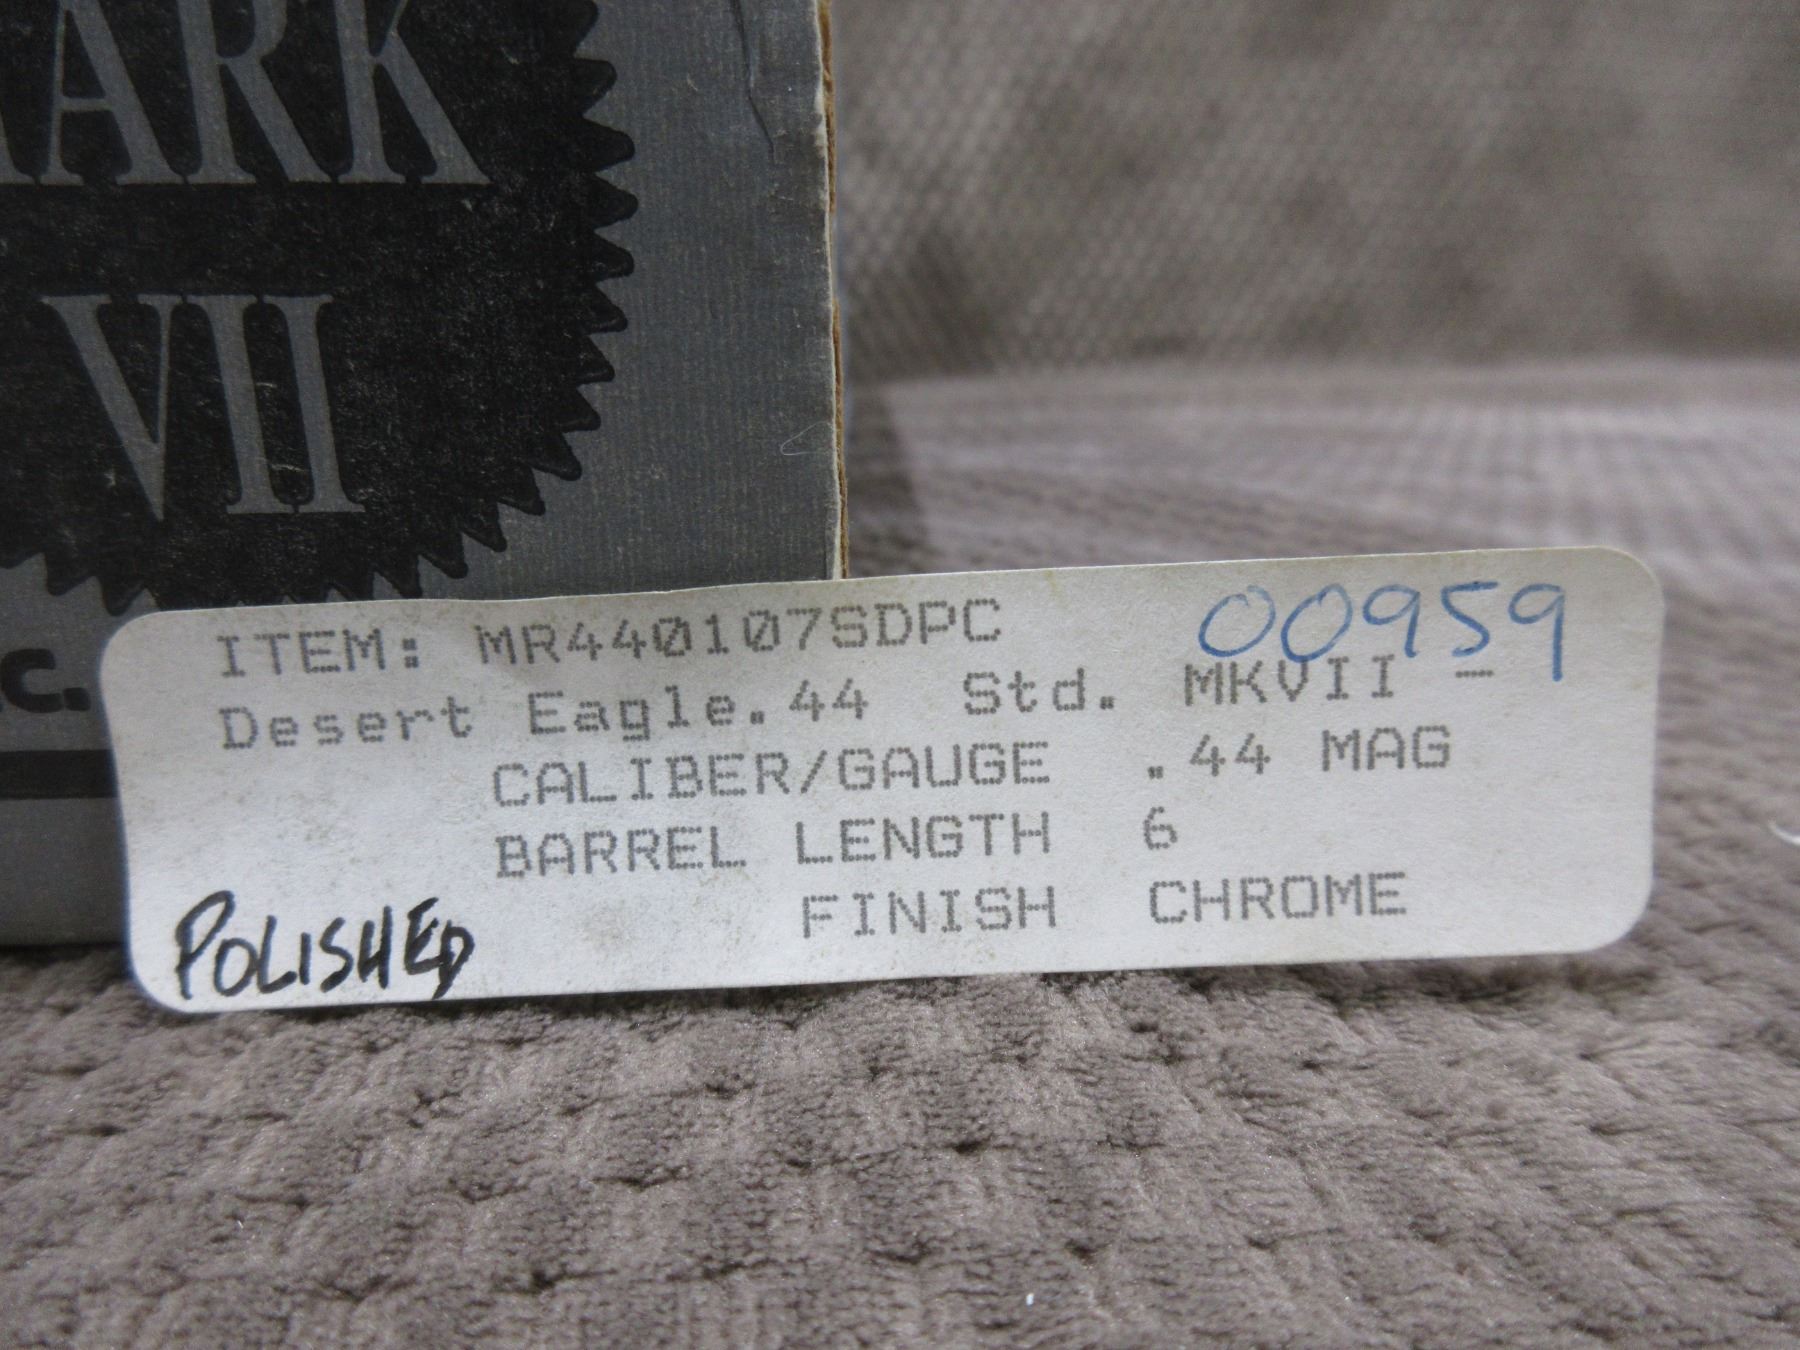 ARK
VII
c.
00959
ITEM: MR440107SDPC
Desert Eagle.44 Std. MKVII -
CALIBER/GAUGE .44 MAG
BARREL LENGTH 6
FINISH CHROME
POLISHED